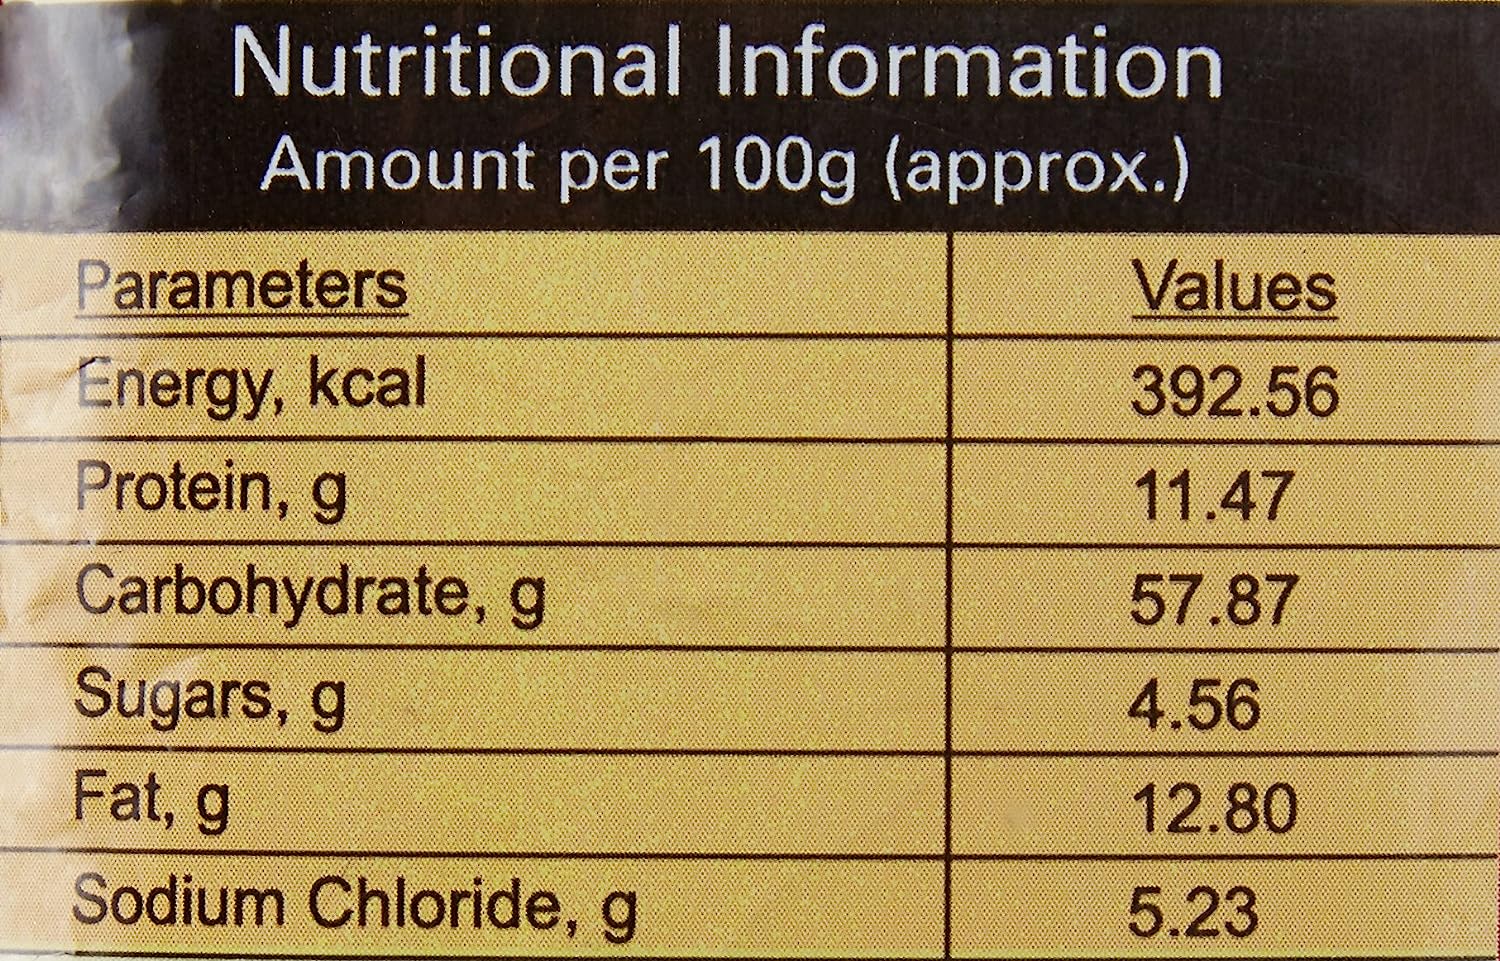 Nutritional Information
Amount per 100g (approx.)
Parameters Values
Energy, kcal 392.56
Protein, g 11.47
Carbohydrate, g 57.87
Sugars, g 4.56
Fat, g 12.80
Sodium Chloride, g 5.23